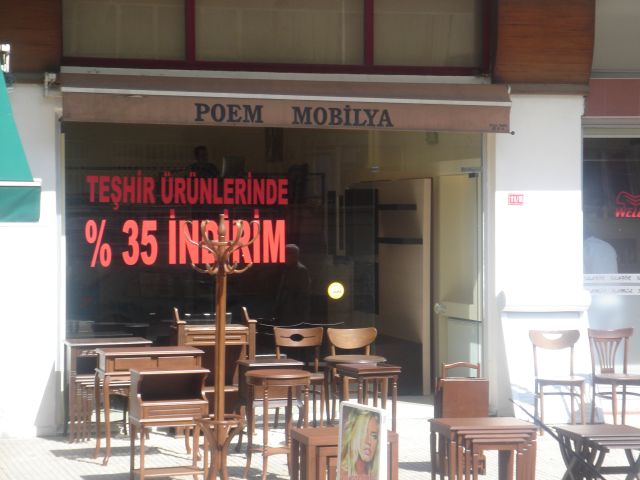 POEM MOBİLYA
TEŞHİR ÜRÜNLERİNDE
% 35 İNDİRİM